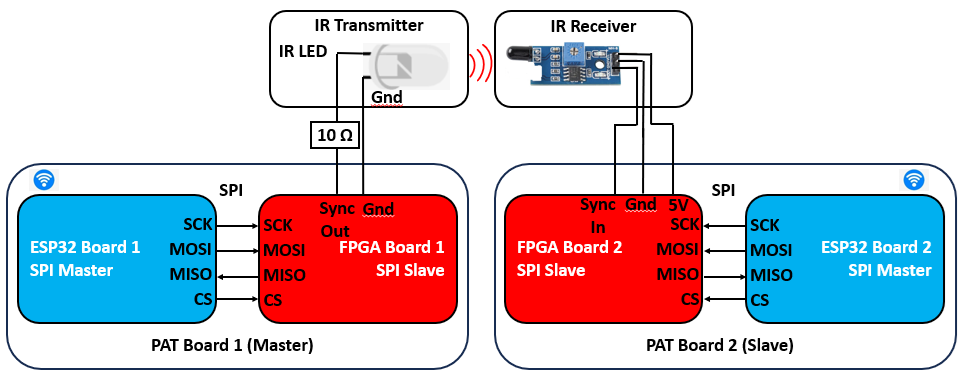 IR Transmitter
IR LED
Gnd
10 Ω
IR Receiver
SPI
Sync Gnd
Out
ESP32 Board 1
SPI Master
SCK
MOSI
MISO
CS
SCK
MOSI
MISO
CS
FPGA Board 1
SPI Slave
PAT Board 1 (Master)
Sync Gnd 5V
In
SPI
FPGA Board 2
SPI Slave
SCK
MOSI
MISO
CS
SCK
MOSI
MISO
CS
ESP32 Board 2
SPI Master
PAT Board 2 (Slave)